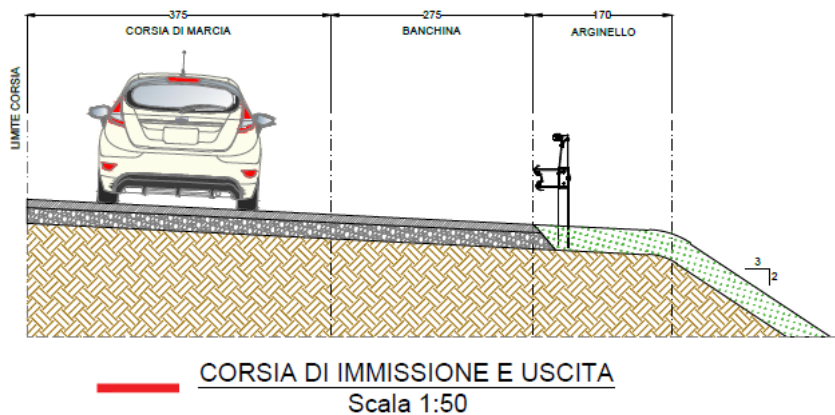 375 275 170
CORSIA DI MARCIA BANCHINA ARGINELLO
LIMITE CORSIA
3
2
CORSIA DI IMMISSIONE E USCITA
Scala 1:50